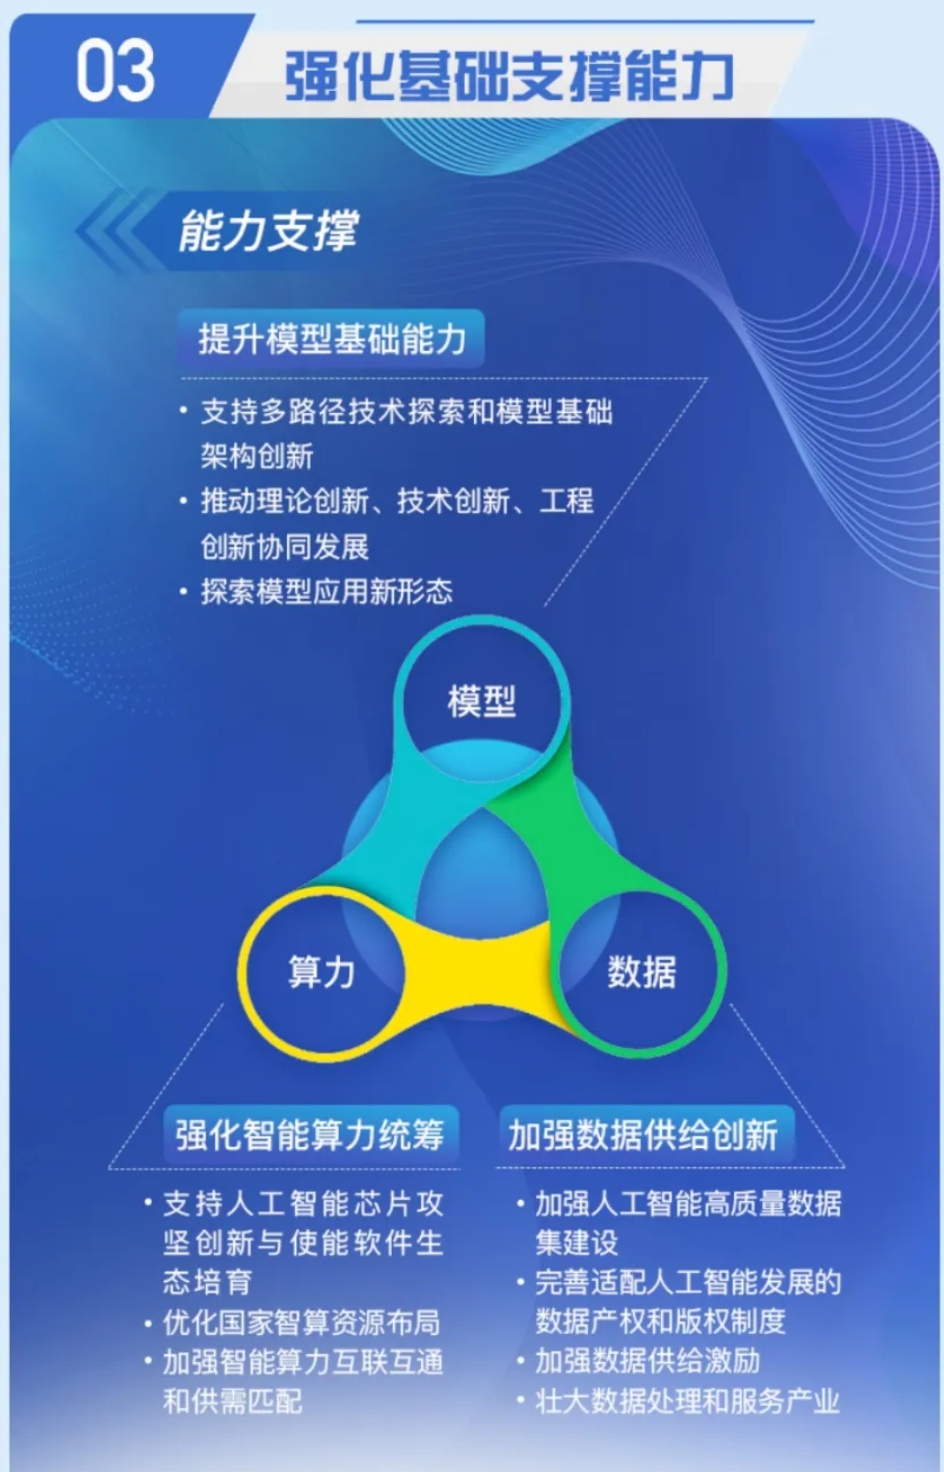 03
强化基础支撑能力
能力支撑
提升模型基础能力
• 支持多路径技术探索和模型基础
架构创新
• 推动理论创新、技术创新、工程
创新协同发展
• 探索模型应用新形态
模型
算力
数据
强化智能算力统筹
• 支持人工智能芯片攻
坚创新与使能软件生
态培育
• 优化国家智算资源布局
• 加强智能算力互联互通
和供需匹配
加强数据供给创新
• 加强人工智能高质量数据
集建设
• 完善适配人工智能发展的
数据产权和版权制度
• 加强数据供给激励
• 壮大数据处理和服务产业